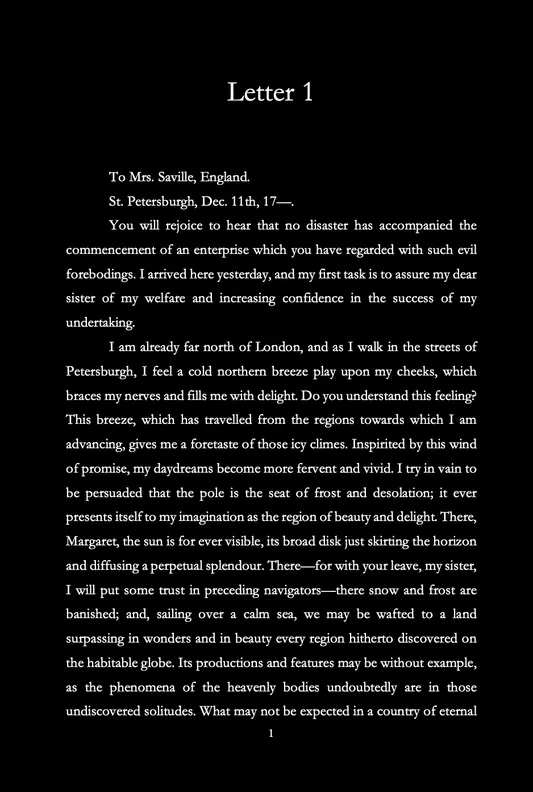 Letter 1
To Mrs. Saville, England.
St. Petersburgh, Dec. 11th, 17—.
You will rejoice to hear that no disaster has accompanied the
commencement of an enterprise which you have regarded with such evil
forebodings. I arrived here yesterday, and my first task is to assure my dear
sister of my welfare and increasing confidence in the success of my
undertaking.
I am already far north of London, and as I walk in the streets of
Petersburgh, I feel a cold northern breeze play upon my cheeks, which
braces my nerves and fills me with delight. Do you understand this feeling?
This breeze, which has travelled from the regions towards which I am
advancing, gives me a foretaste of those icy climes. Inspirited by this wind
of promise, my daydreams become more fervent and vivid. I try in vain to
be persuaded that the pole is the seat of frost and desolation; it ever
presents itself to my imagination as the region of beauty and delight. There,
Margaret, the sun is for ever visible, its broad disk just skirting the horizon
and diffusing a perpetual splendour. There—for with your leave, my sister,
I will put some trust in preceding navigators—there snow and frost are
banished; and, sailing over a calm sea, we may be wafted to a land
surpassing in wonders and in beauty every region hitherto discovered on
the habitable globe. Its productions and features may be without example,
as the phenomena of the heavenly bodies undoubtedly are in those
undiscovered solitudes. What may not be expected in a country of eternal
1